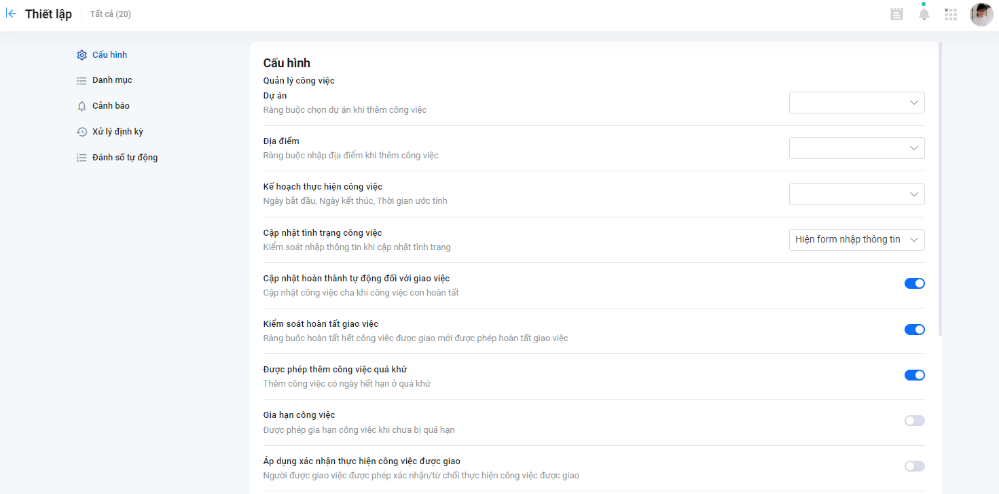 Thiết lập
Tất cả (20)
Cấu hình
Danh mục
Cảnh báo
Xử lý định kỳ
Đánh số tự động
Cấu hình
Quản lý công việc
Dự án
Ràng buộc chọn dự án khi thêm công việc
Địa điểm
Ràng buộc nhập địa điểm khi thêm công việc
Kế hoạch thực hiện công việc
Ngày bắt đầu, Ngày kết thúc, Thời gian ước tính
Cập nhật tình trạng công việc
Kiểm soát nhập thông tin khi cập nhật tình trạng
Hiện form nhập thông tin
Cập nhật hoàn thành tự động đối với giao việc
Cập nhật công việc cha khi công việc con hoàn tất
Kiểm soát hoàn tất giao việc
Ràng buộc hoàn tất hết công việc được giao mới được phép hoàn tất giao việc
Được phép thêm công việc quá khứ
Thêm công việc có ngày hết hạn ở quá khứ
Gia hạn công việc
Được phép gia hạn công việc khi chưa bị quá hạn
Áp dụng xác nhận thực hiện công việc được giao
Người được giao việc được phép xác nhận/từ chối thực hiện công việc được giao